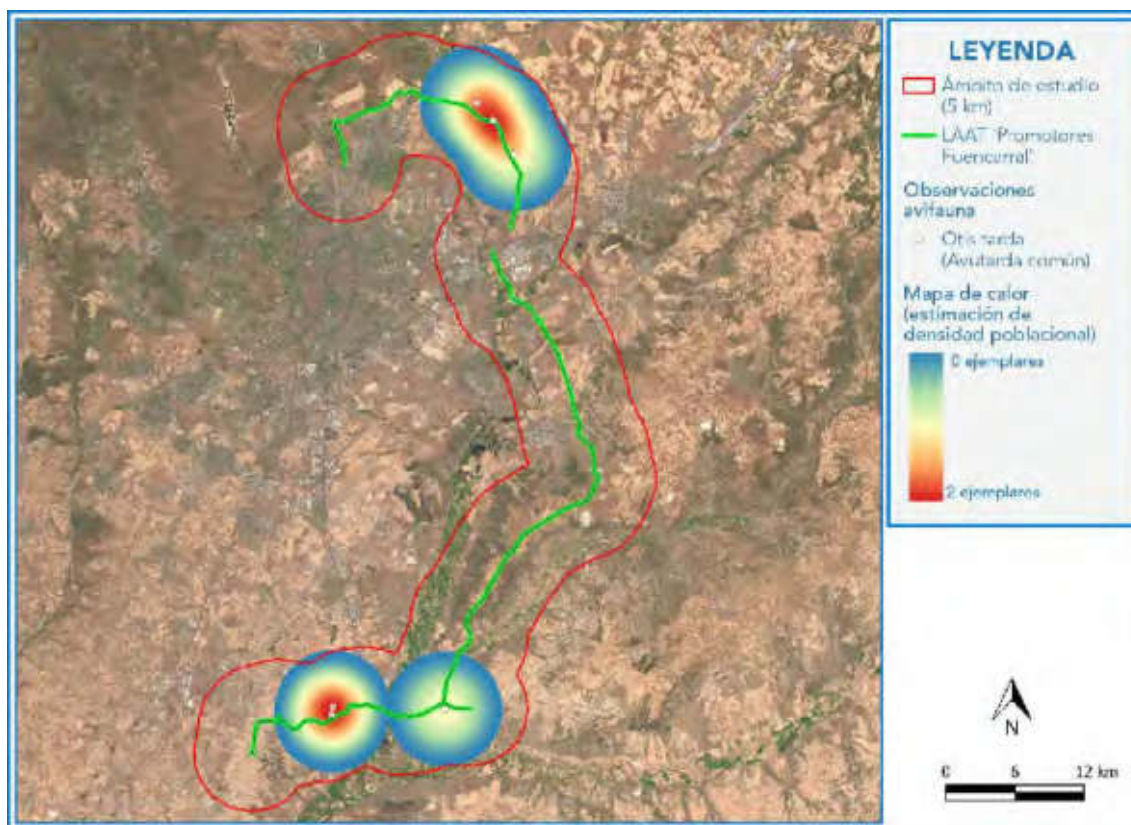 LEYENDA
Ámbito de estudio
(5 km)
LAAT "Promotores
Fuencarral"
Observaciones
avifauna
Otis tarda
(Avutarda común)
Mapa de calor
(estimación de
densidad poblacional)
0 ejemplares
2 ejemplares
N
0 6 12 km